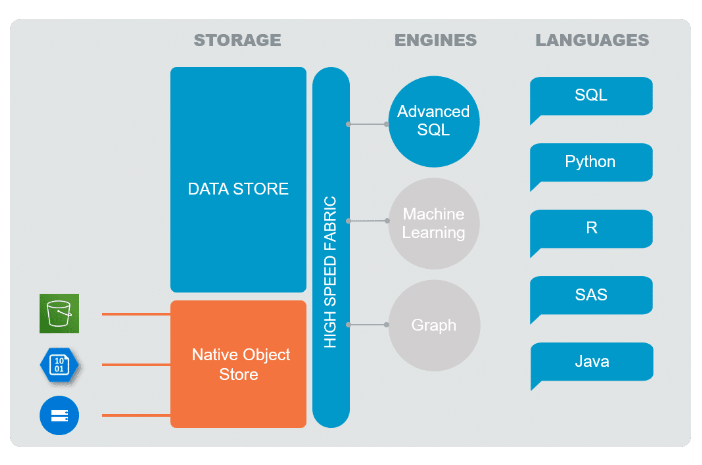 STORAGE
ENGINES
LANGUAGES
DATA STORE
Native Object
Store
HIGH SPEED FABRIC
Advanced
SQL
Machine
Learning
Graph
SQL
Python
R
SAS
Java
10
01